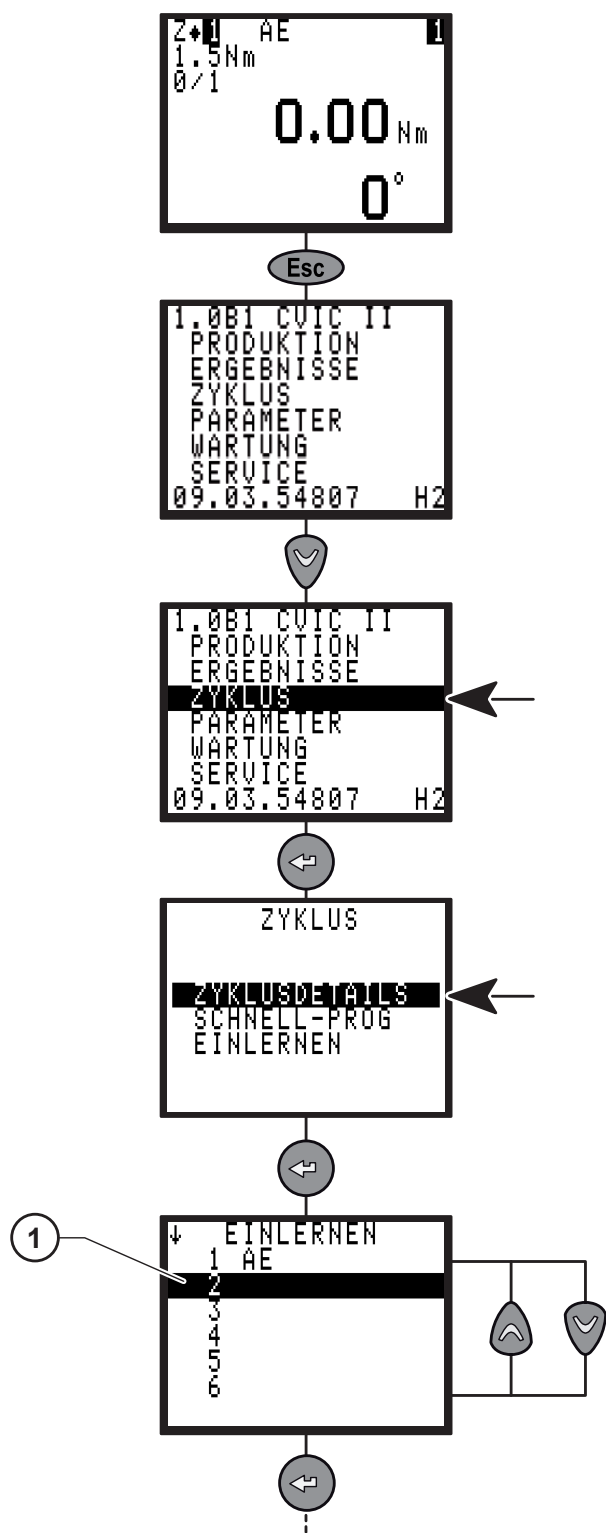 Z♦1 AE 1
1.5Nm
0/1
0.00 Nm
0°
Esc
1.0B1 CVIC II
PRODUKTION
ERGEBNISSE
ZYKLUS
PARAMETER
WARTUNG
SERVICE
09.03.54807 H2
1.0B1 CVIC II
PRODUKTION
ERGEBNISSE
ZYKLUS
PARAMETER
WARTUNG
SERVICE
09.03.54807 H2
ZYKLUS
ZYKLUSDETAILS
SCHNELL-PROG
EINLERNEN
1
↓ EINLERNEN
1 AE
2
3
4
5
6